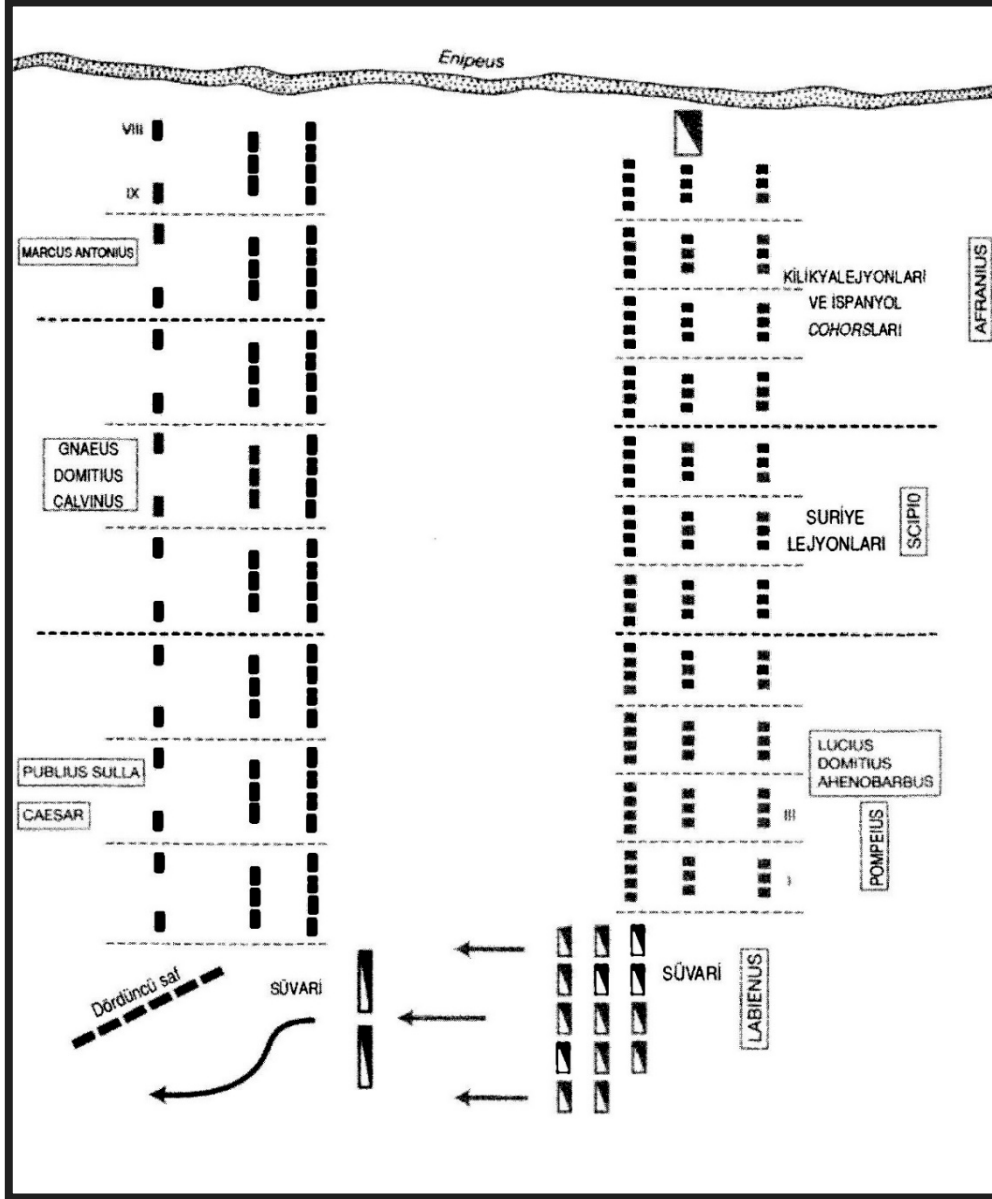 Enipeus
VIII
IX
MARCUS ANTONIUS
GNAEUS
DOMITIUS
CALVINUS
PUBLIUS SULLA
CAESAR
Dördüncü saf
SÜVARİ
KİLİKYALEJYONLARI
VE İSPANYOL
COHORSLARI
AFRANIUS
SURİYE
LEJYONLARI
SCIPIO
LUCIUS
DOMITIUS
AHENOBARBUS
III
I
POMPEIUS
SÜVARİ
LABIENUS